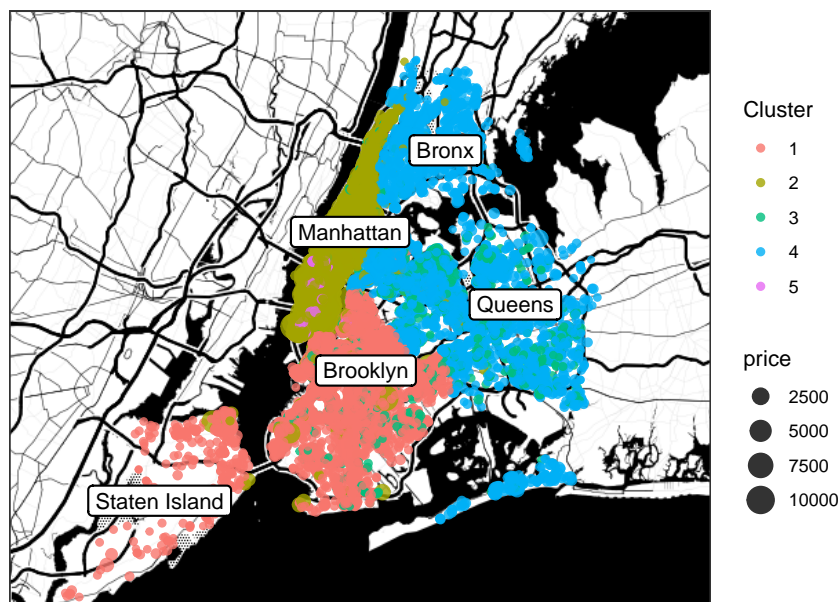 Bronx
Manhattan
Queens
Brooklyn
Staten Island
Cluster
1
2
3
4
5
price
2500
5000
7500
10000